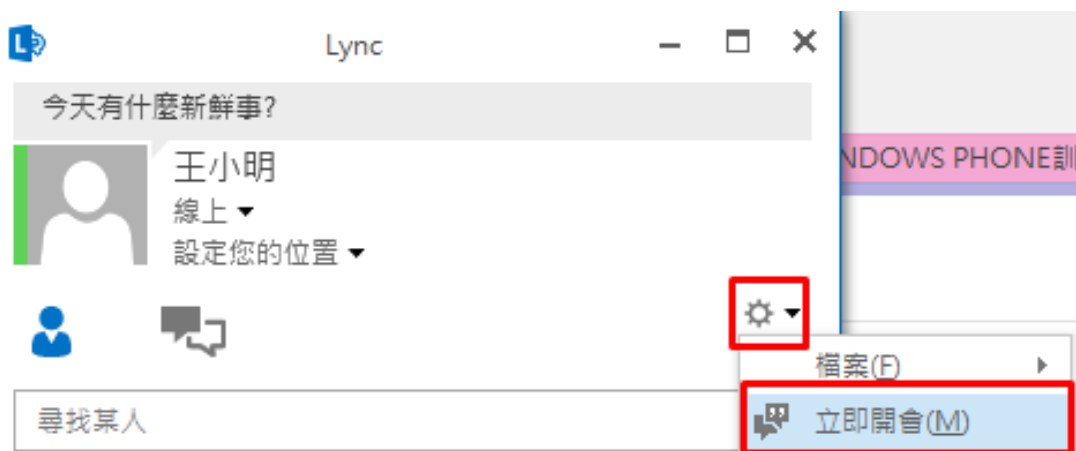 Lync
今天有什麼新鮮事?
王小明
NDOWS PHONE訓
線上
設定您的位置
檔案(F)
尋找某人
立即開會(M)